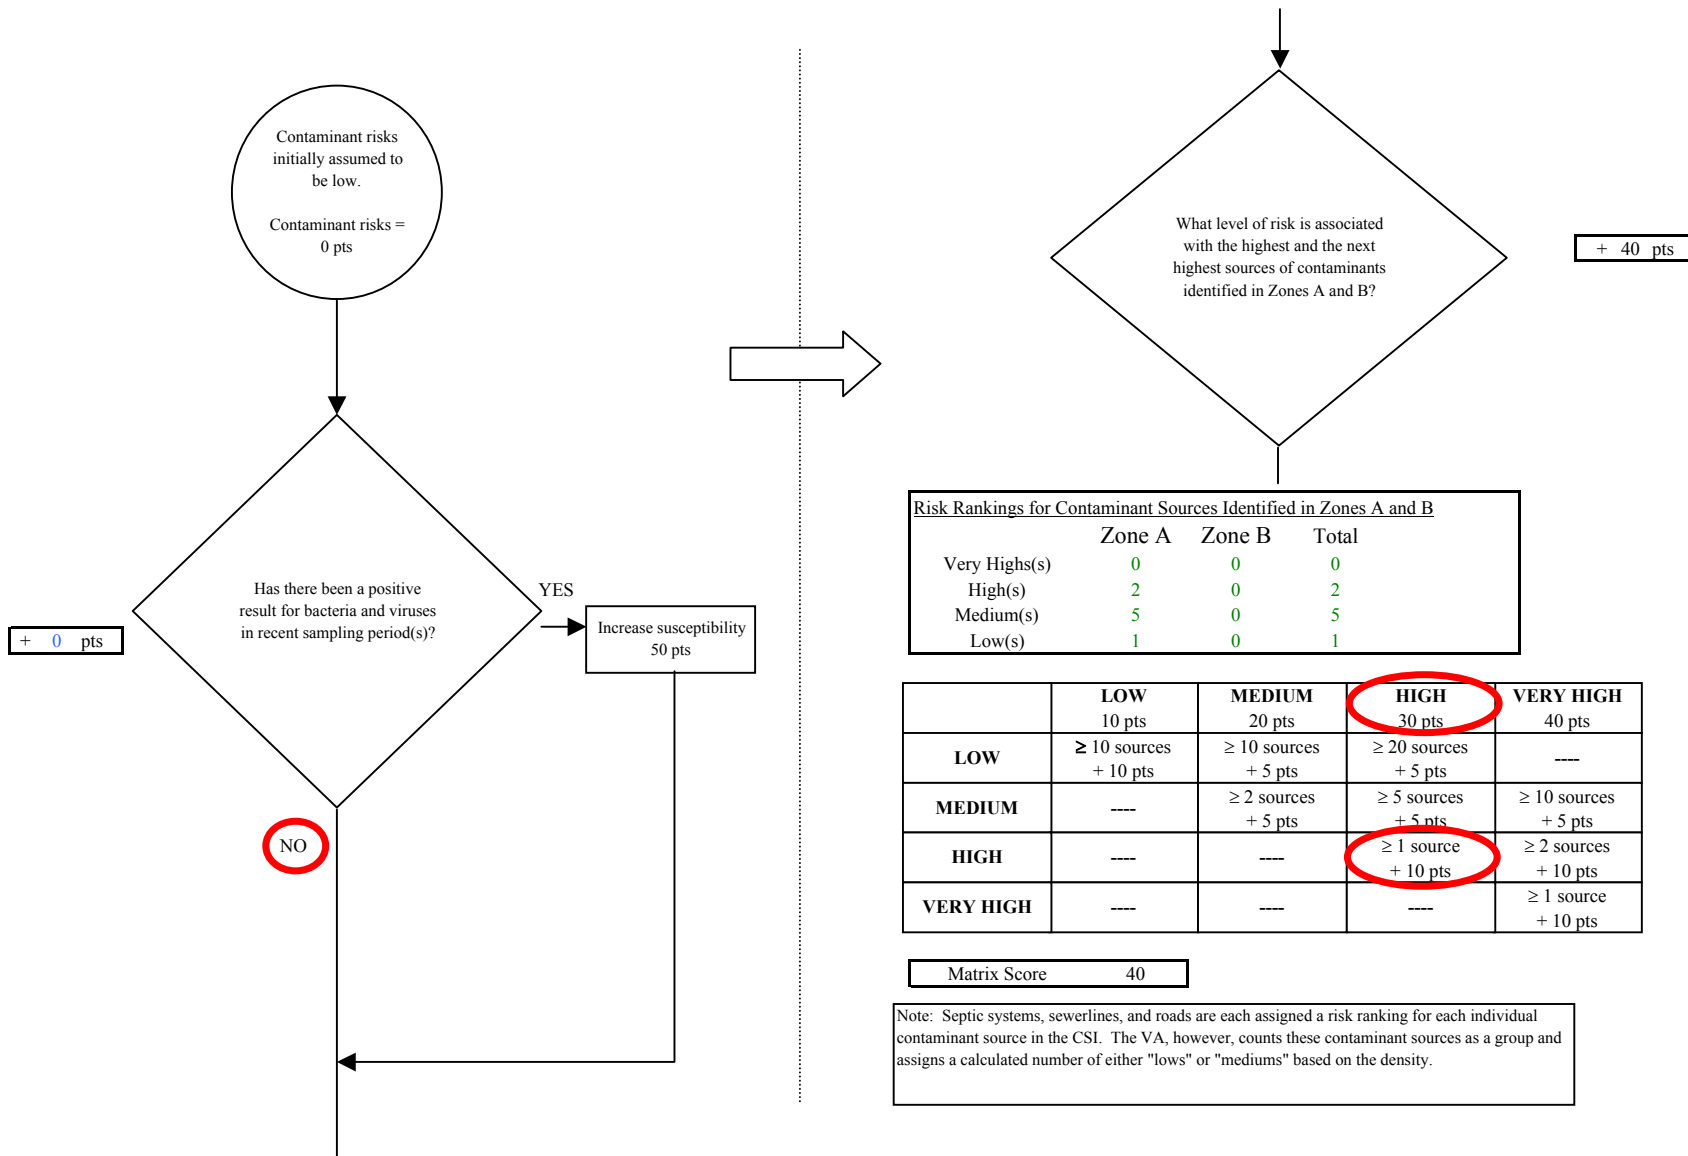 Contaminant risks
initially assumed to
be low.
Contaminant risks =
0 pts
Has there been a positive
result for bacteria and viruses
in recent sampling period(s)?
YES
+ 0 pts
Increase susceptibility
50 pts
NO
What level of risk is associated
with the highest and the next
highest sources of contaminants
identified in Zones A and B?
+ 40 pts
Risk Rankings for Contaminant Sources Identified in Zones A and B
Zone A Zone B Total
Very Highs(s) 0 0 0
High(s) 2 0 2
Medium(s) 5 0 5
Low(s) 1 0 1
LOW MEDIUM HIGH VERY HIGH
10 pts 20 pts 30 pts 40 pts
LOW ≥ 10 sources ≥ 10 sources ≥ 20 sources ----
+ 10 pts + 5 pts + 5 pts
MEDIUM ---- ≥ 2 sources ≥ 5 sources ≥ 10 sources
+ 5 pts + 5 pts + 5 pts
HIGH ---- ---- ≥ 1 source ≥ 2 sources
+ 10 pts + 10 pts
VERY HIGH ---- ---- ---- ≥ 1 source
+ 10 pts
Matrix Score 40
Note: Septic systems, sewerlines, and roads are each assigned a risk ranking for each individual
contaminant source in the CSI. The VA, however, counts these contaminant sources as a group and
assigns a calculated number of either "lows" or "mediums" based on the density.